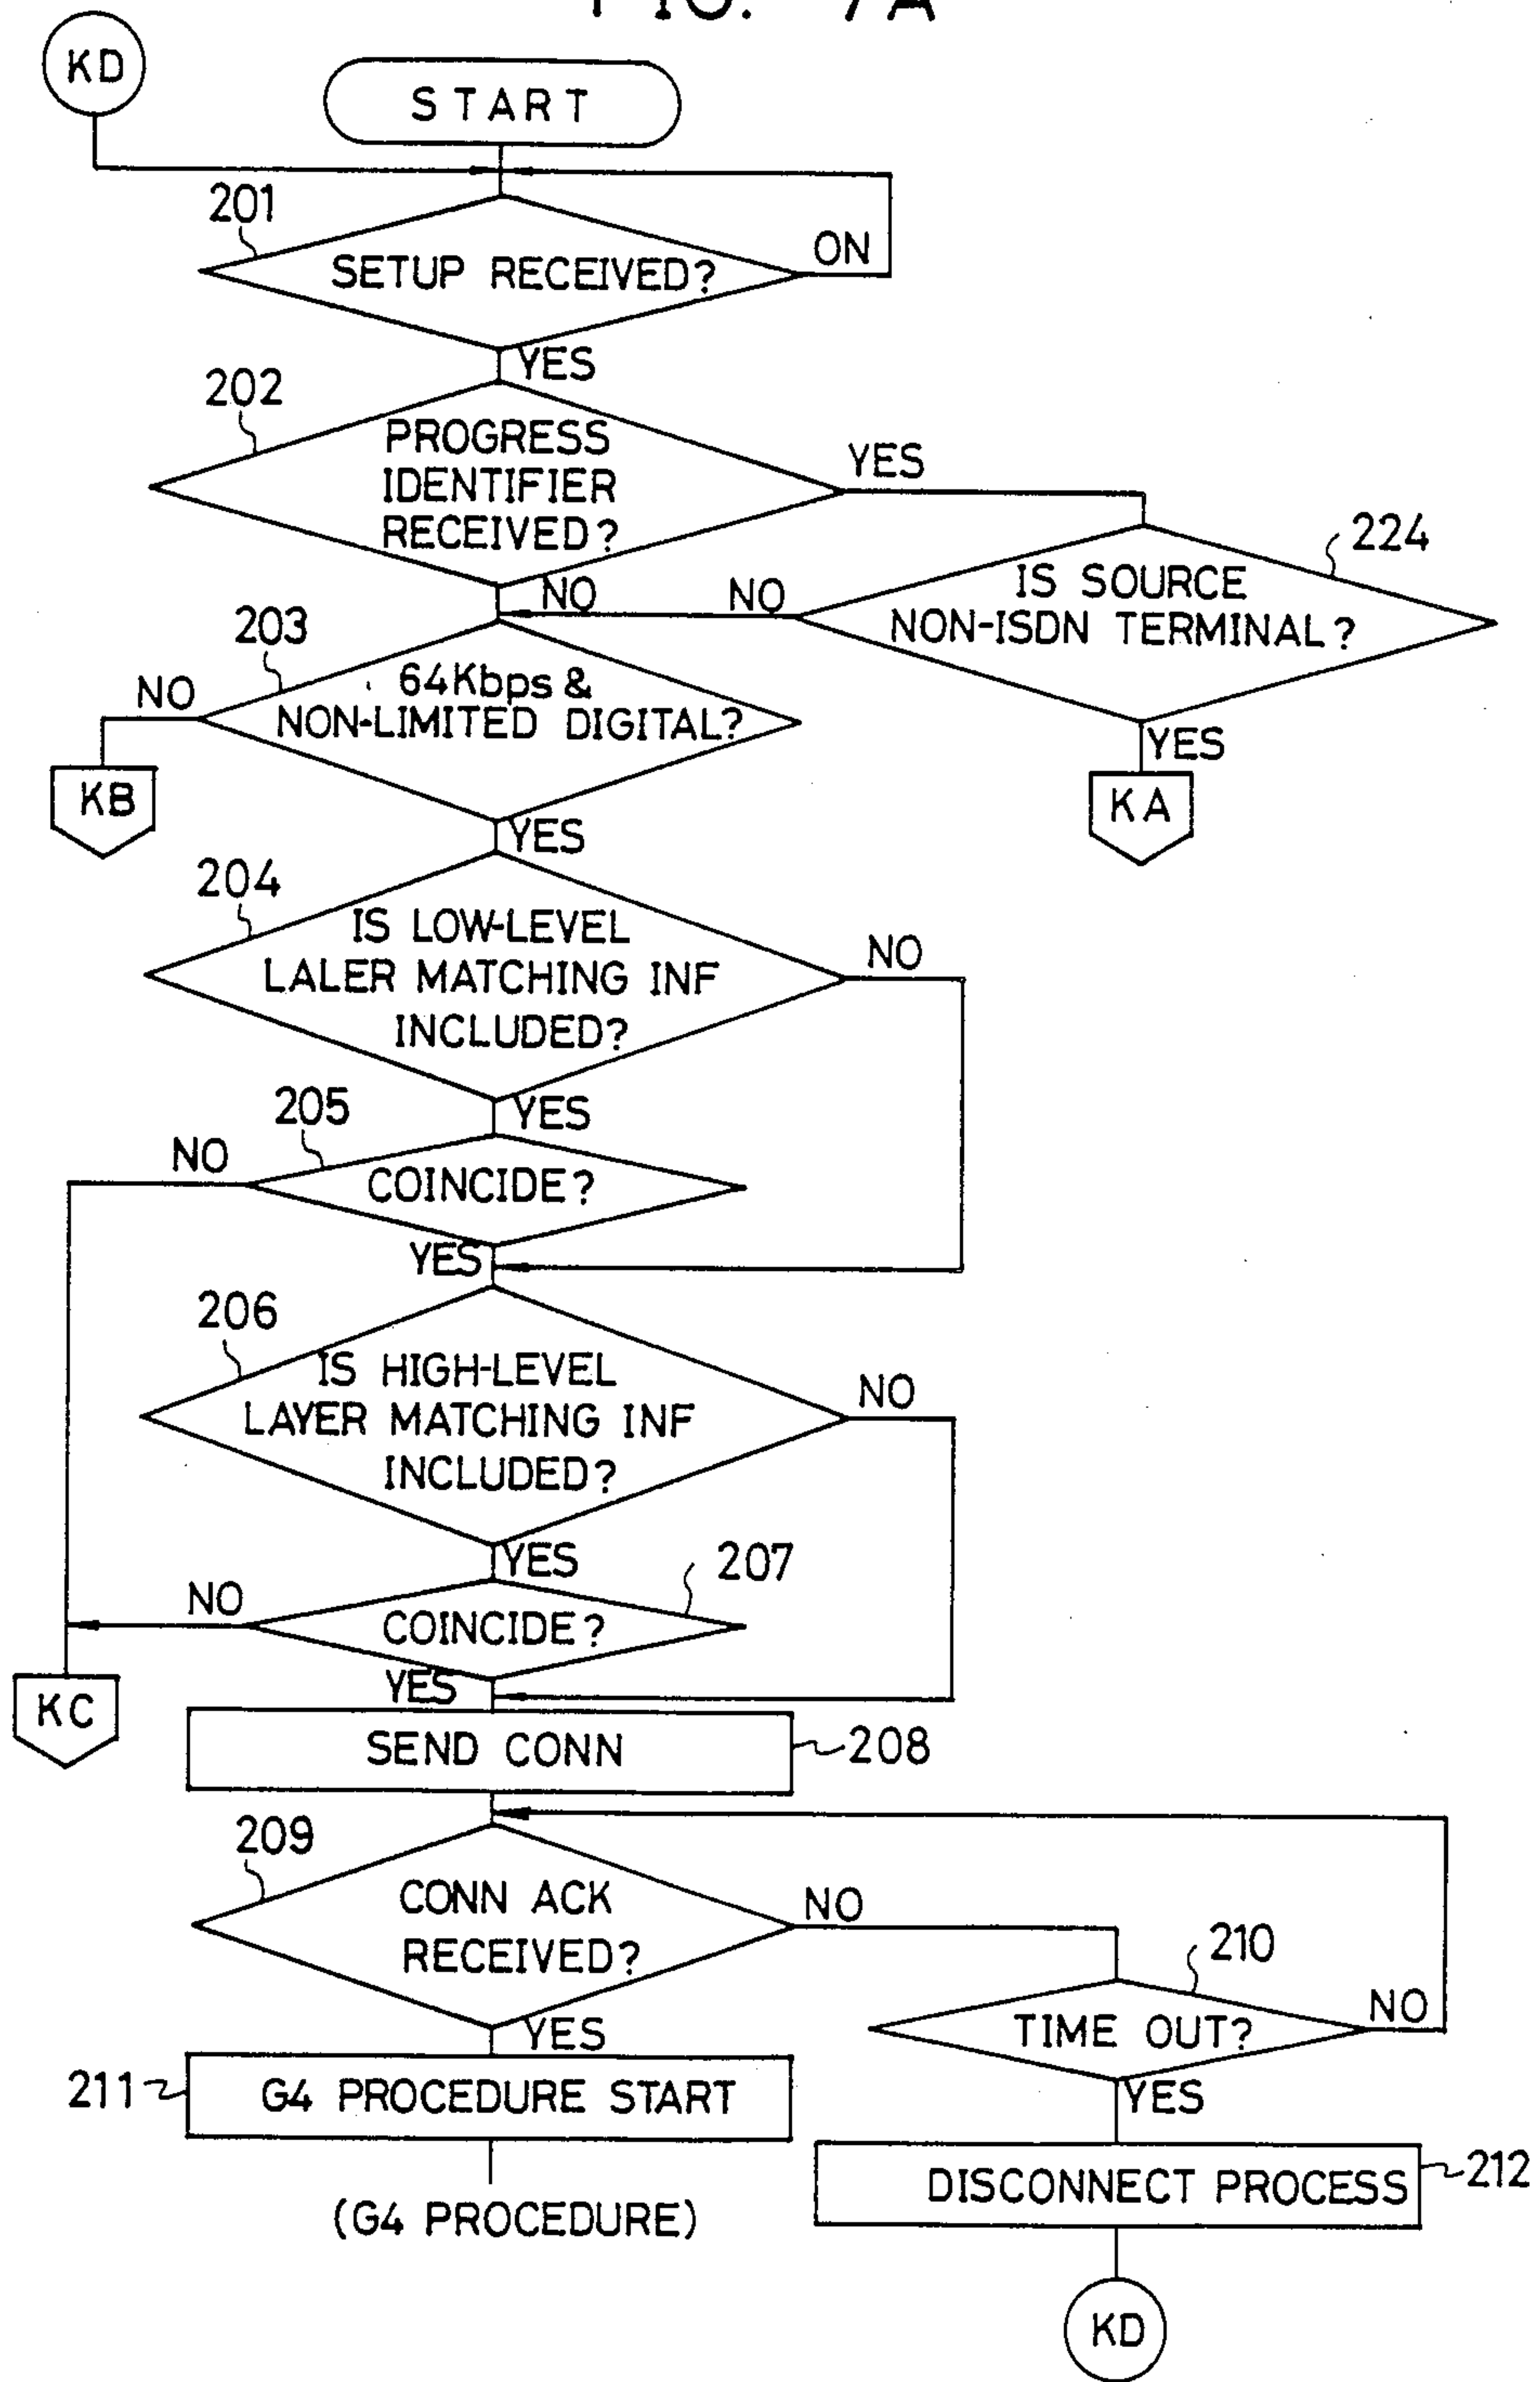 FIG. 7A
KD
START
201
SETUP RECEIVED?
ON
YES
202
PROGRESS
IDENTIFIER
RECEIVED?
YES
NO
224
IS SOURCE
NON-ISDN TERMINAL?
NO
YES
KA
203
64Kbps &
NON-LIMITED DIGITAL?
NO
KB
YES
204
IS LOW-LEVEL
LALER MATCHING INF
INCLUDED?
NO
YES
205
COINCIDE?
NO
YES
206
IS HIGH-LEVEL
LAYER MATCHING INF
INCLUDED?
NO
YES
207
COINCIDE?
NO
YES
KC
SEND CONN
208
209
CONN ACK
RECEIVED?
NO
YES
210
TIME OUT?
NO
YES
211
G4 PROCEDURE START
DISCONNECT PROCESS
212
(G4 PROCEDURE)
KD